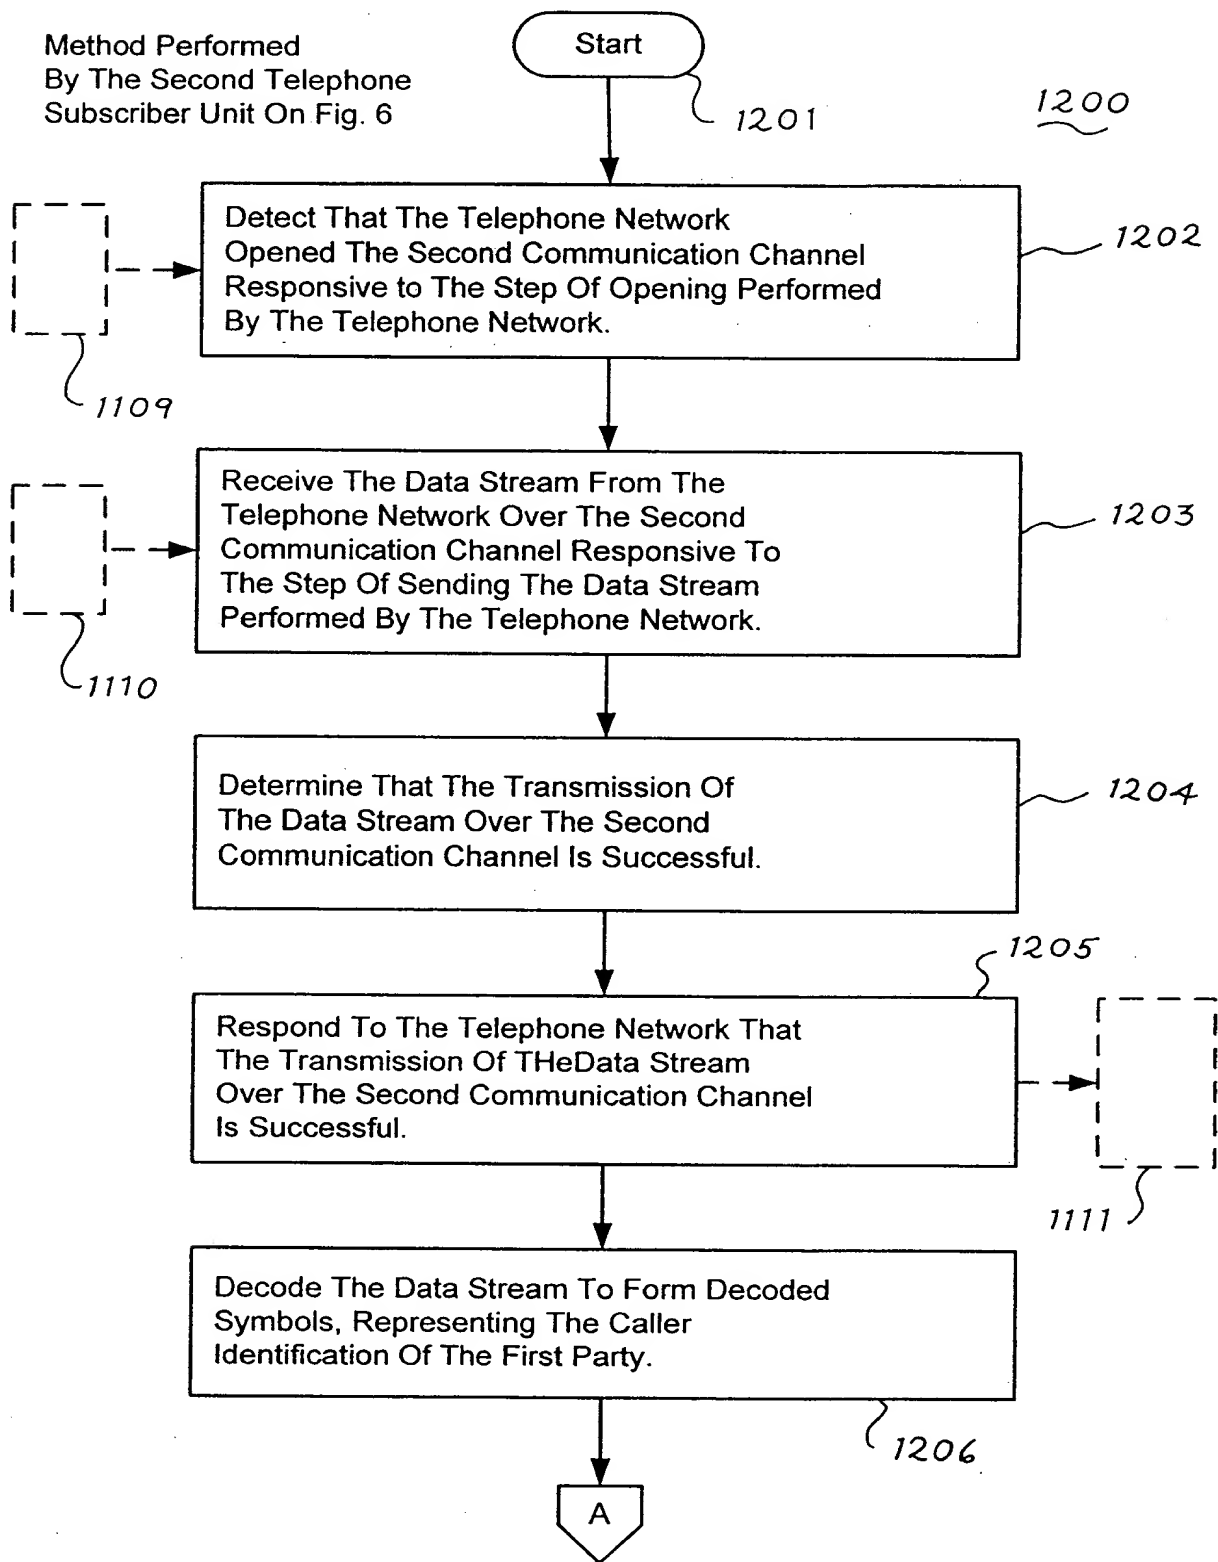 Method Performed
By The Second Telephone
Subscriber Unit On Fig. 6
Start
1201
1200
Detect That The Telephone Network
Opened The Second Communication Channel
Responsive to The Step Of Opening Performed
By The Telephone Network.
1202
1109
Receive The Data Stream From The
Telephone Network Over The Second
Communication Channel Responsive To
The Step Of Sending The Data Stream
Performed By The Telephone Network.
1203
1110
Determine That The Transmission Of
The Data Stream Over The Second
Communication Channel Is Successful.
1204
1205
Respond To The Telephone Network That
The Transmission Of THeData Stream
Over The Second Communication Channel
Is Successful.
1111
Decode The Data Stream To Form Decoded
Symbols, Representing The Caller
Identification Of The First Party.
1206
A